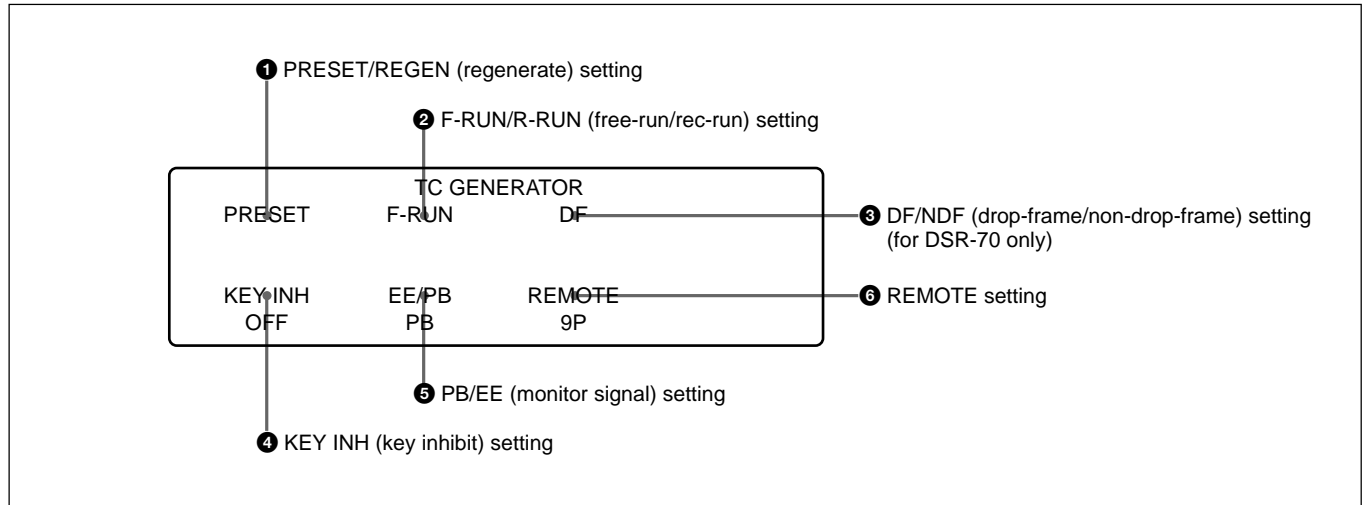 ❶ PRESET/REGEN (regenerate) setting
❷ F-RUN/R-RUN (free-run/rec-run) setting
TC GENERATOR
PRESET F-RUN DF
❸ DF/NDF (drop-frame/non-drop-frame) setting
(for DSR-70 only)
KEY INH EE/PB REMOTE
❻ REMOTE setting
OFF PB 9P
❺ PB/EE (monitor signal) setting
❹ KEY INH (key inhibit) setting